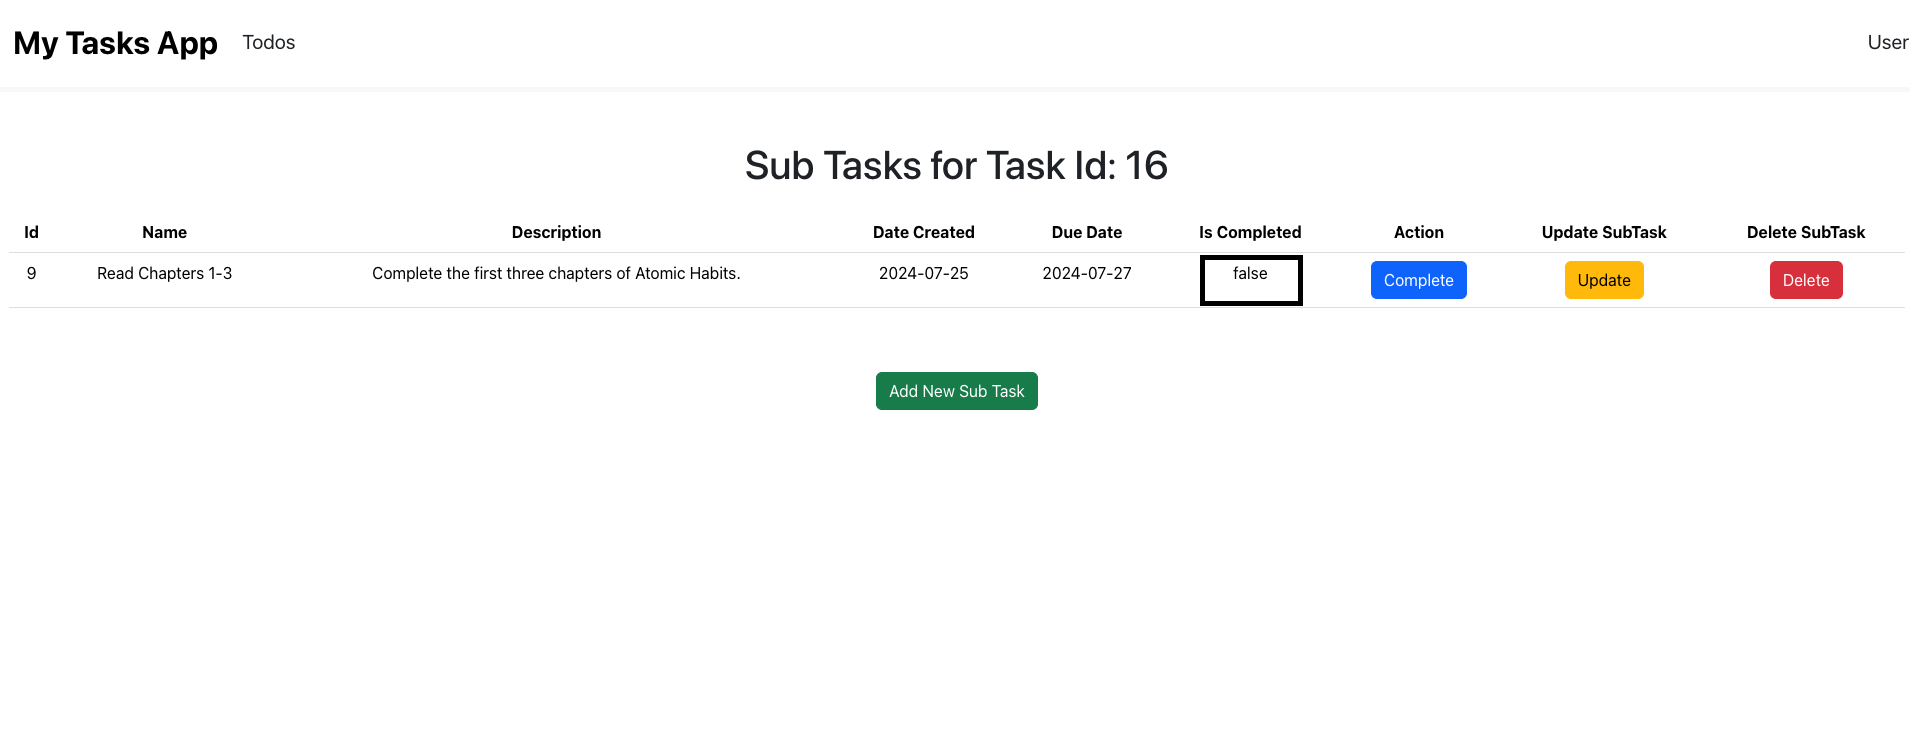 My Tasks App Todos User
Sub Tasks for Task Id: 16
Id Name Description Date Created Due Date Is Completed Action Update SubTask Delete SubTask
9 Read Chapters 1-3 Complete the first three chapters of Atomic Habits. 2024-07-25 2024-07-27 false Complete Update Delete
Add New Sub Task